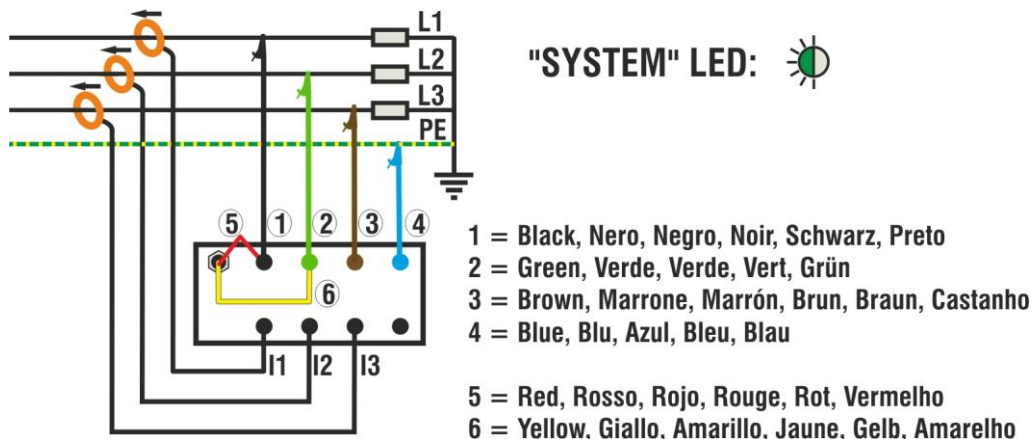 L1
"SYSTEM" LED:
L2
L3
PE
5 1 2 3 4
6
I1 I2 I3
1 = Black, Nero, Negro, Noir, Schwarz, Preto
2 = Green, Verde, Verde, Vert, Grün
3 = Brown, Marrone, Marrón, Brun, Braun, Castanho
4 = Blue, Blu, Azul, Bleu, Blau
5 = Red, Rosso, Rojo, Rouge, Rot, Vermelho
6 = Yellow, Giallo, Amarillo, Jaune, Gelb, Amarelho